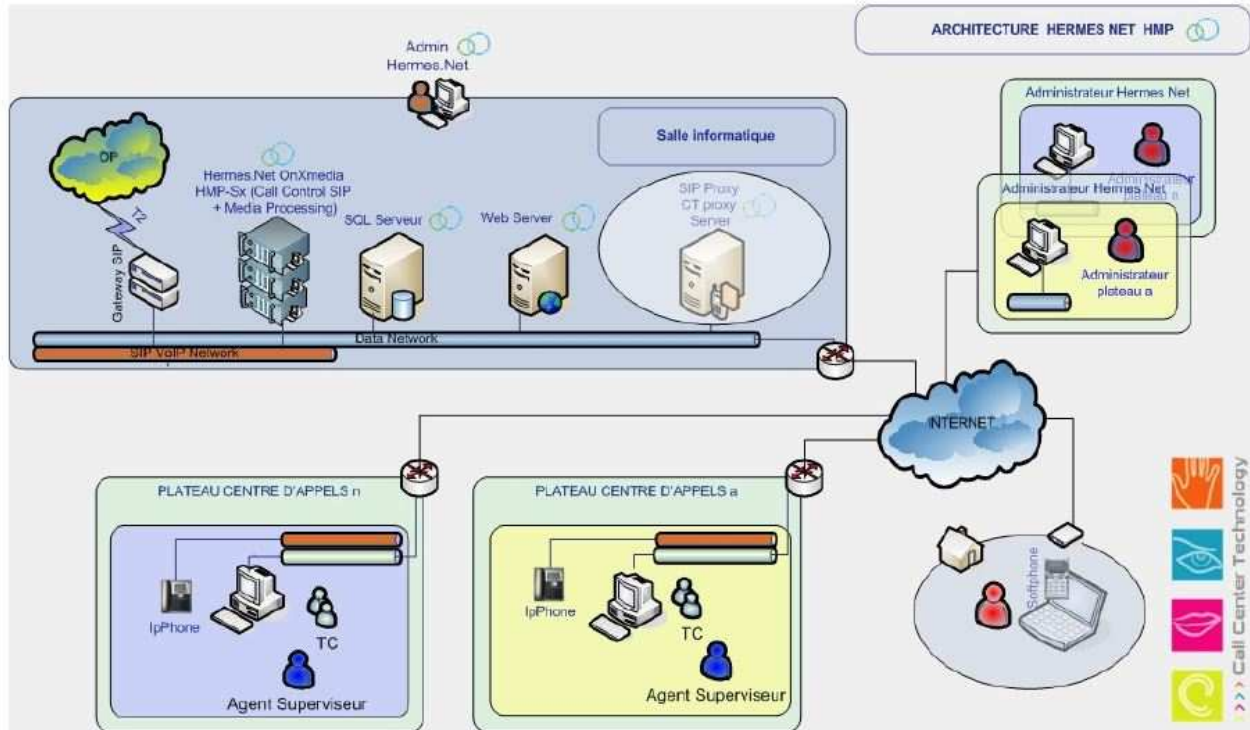 ARCHITECTURE HERMES NET HMP
Admin
Hermes.Net
Salle informatique
OP
T2
Gateway SIP
Hermes.Net OnXmedia
HMP-Sx (Call Control SIP
+ Media Processing)
SQL Serveur
Web Server
SIP Proxy
CT proxy
Server
Data Network
SIP VoIP Network
Administrateur Hermes Net
Administrateur
plateau n
Administrateur Hermes Net
Administrateur
plateau a
INTERNET
PLATEAU CENTRE D'APPELS n
IpPhone
TC
Agent Superviseur
PLATEAU CENTRE D'APPELS a
IpPhone
TC
Agent Superviseur
Softphone
>>> Call Center Technology